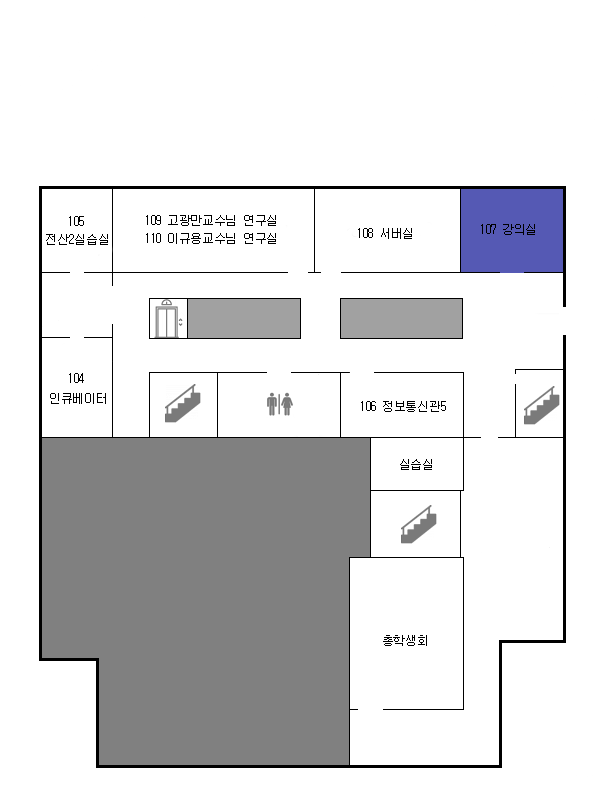 105
전산2실습실
109 고광만교수님 연구실
110 이규용교수님 연구실
108 서버실
107 강의실
104
인큐베이터
106 정보통신관5
실습실
총학생회